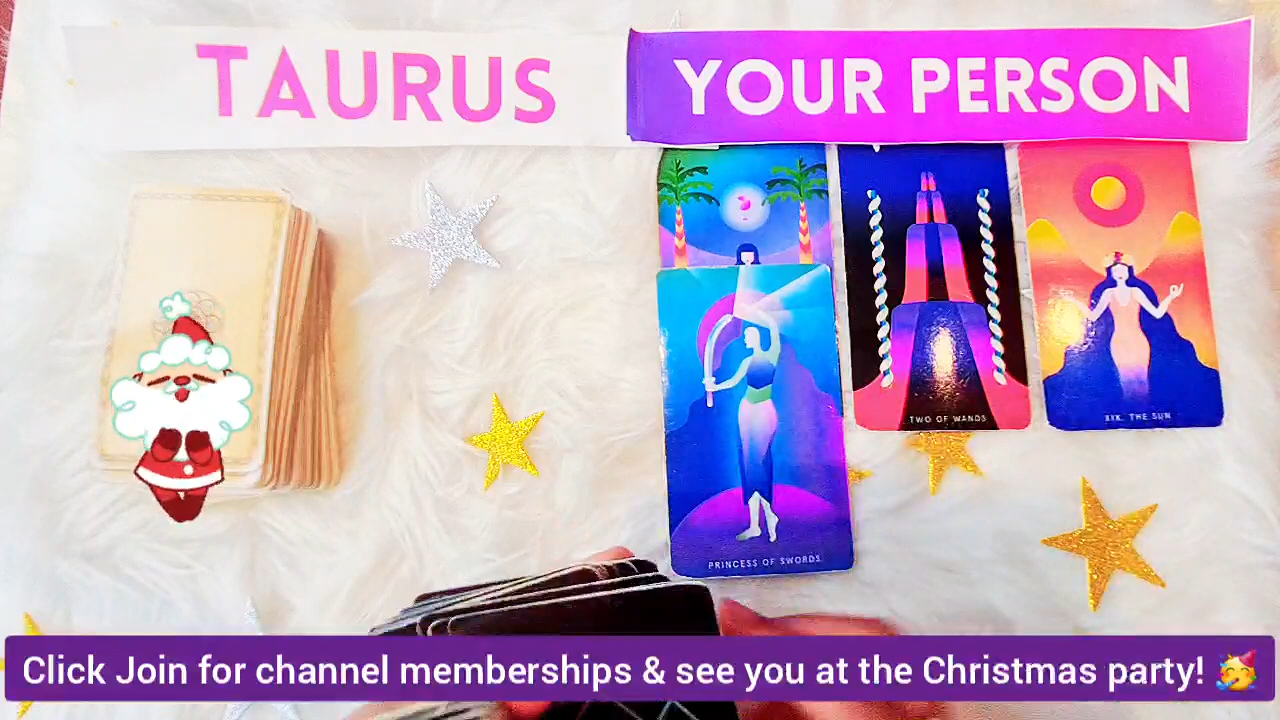 TAURUS
YOUR PERSON
TWO OF WANDS
XIX. THE SUN
PRINCESS OF SWORDS
Click Join for channel memberships & see you at the Christmas party! 🥳